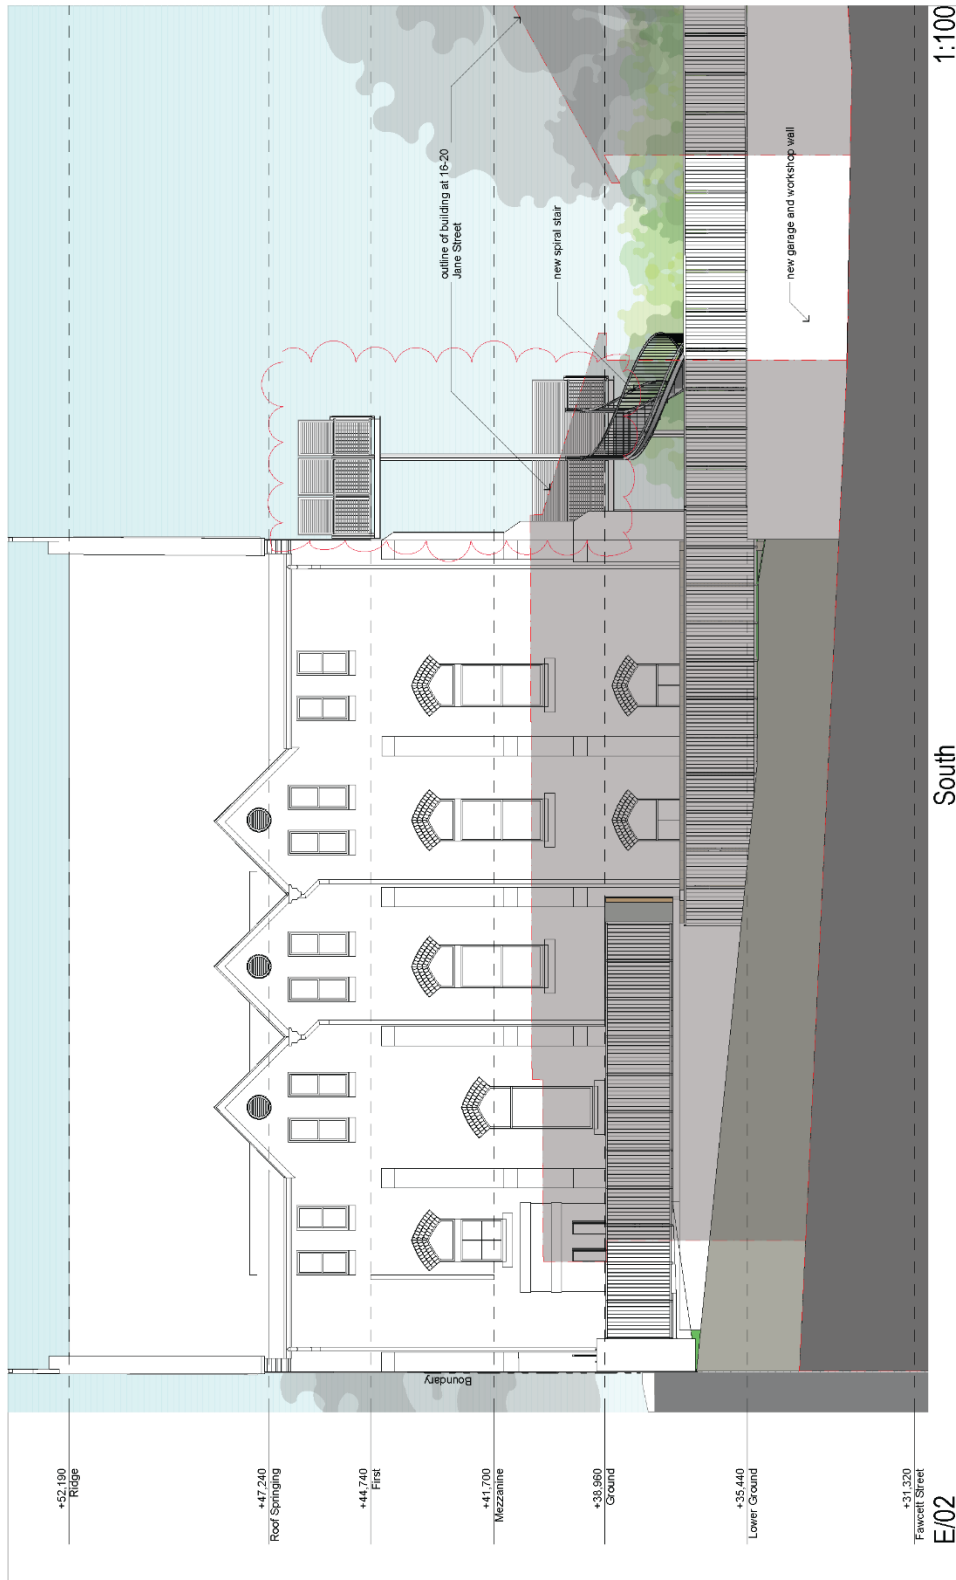 +52,190
Ridge
+47,240
Roof Springing
+44,740
First
+41,700
Mezzanine
+38,960
Ground
+35,440
Lower Ground
+31,320
Fawcett Street
Boundary
outline of building at 16-20
Jane Street
new spiral stair
new garage and workshop wall
E/02
South
1:100